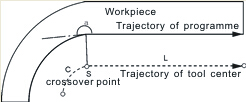 Workpiece
a
Trajectory of programme
L
C
S
Trajectory of tool center
crossover point